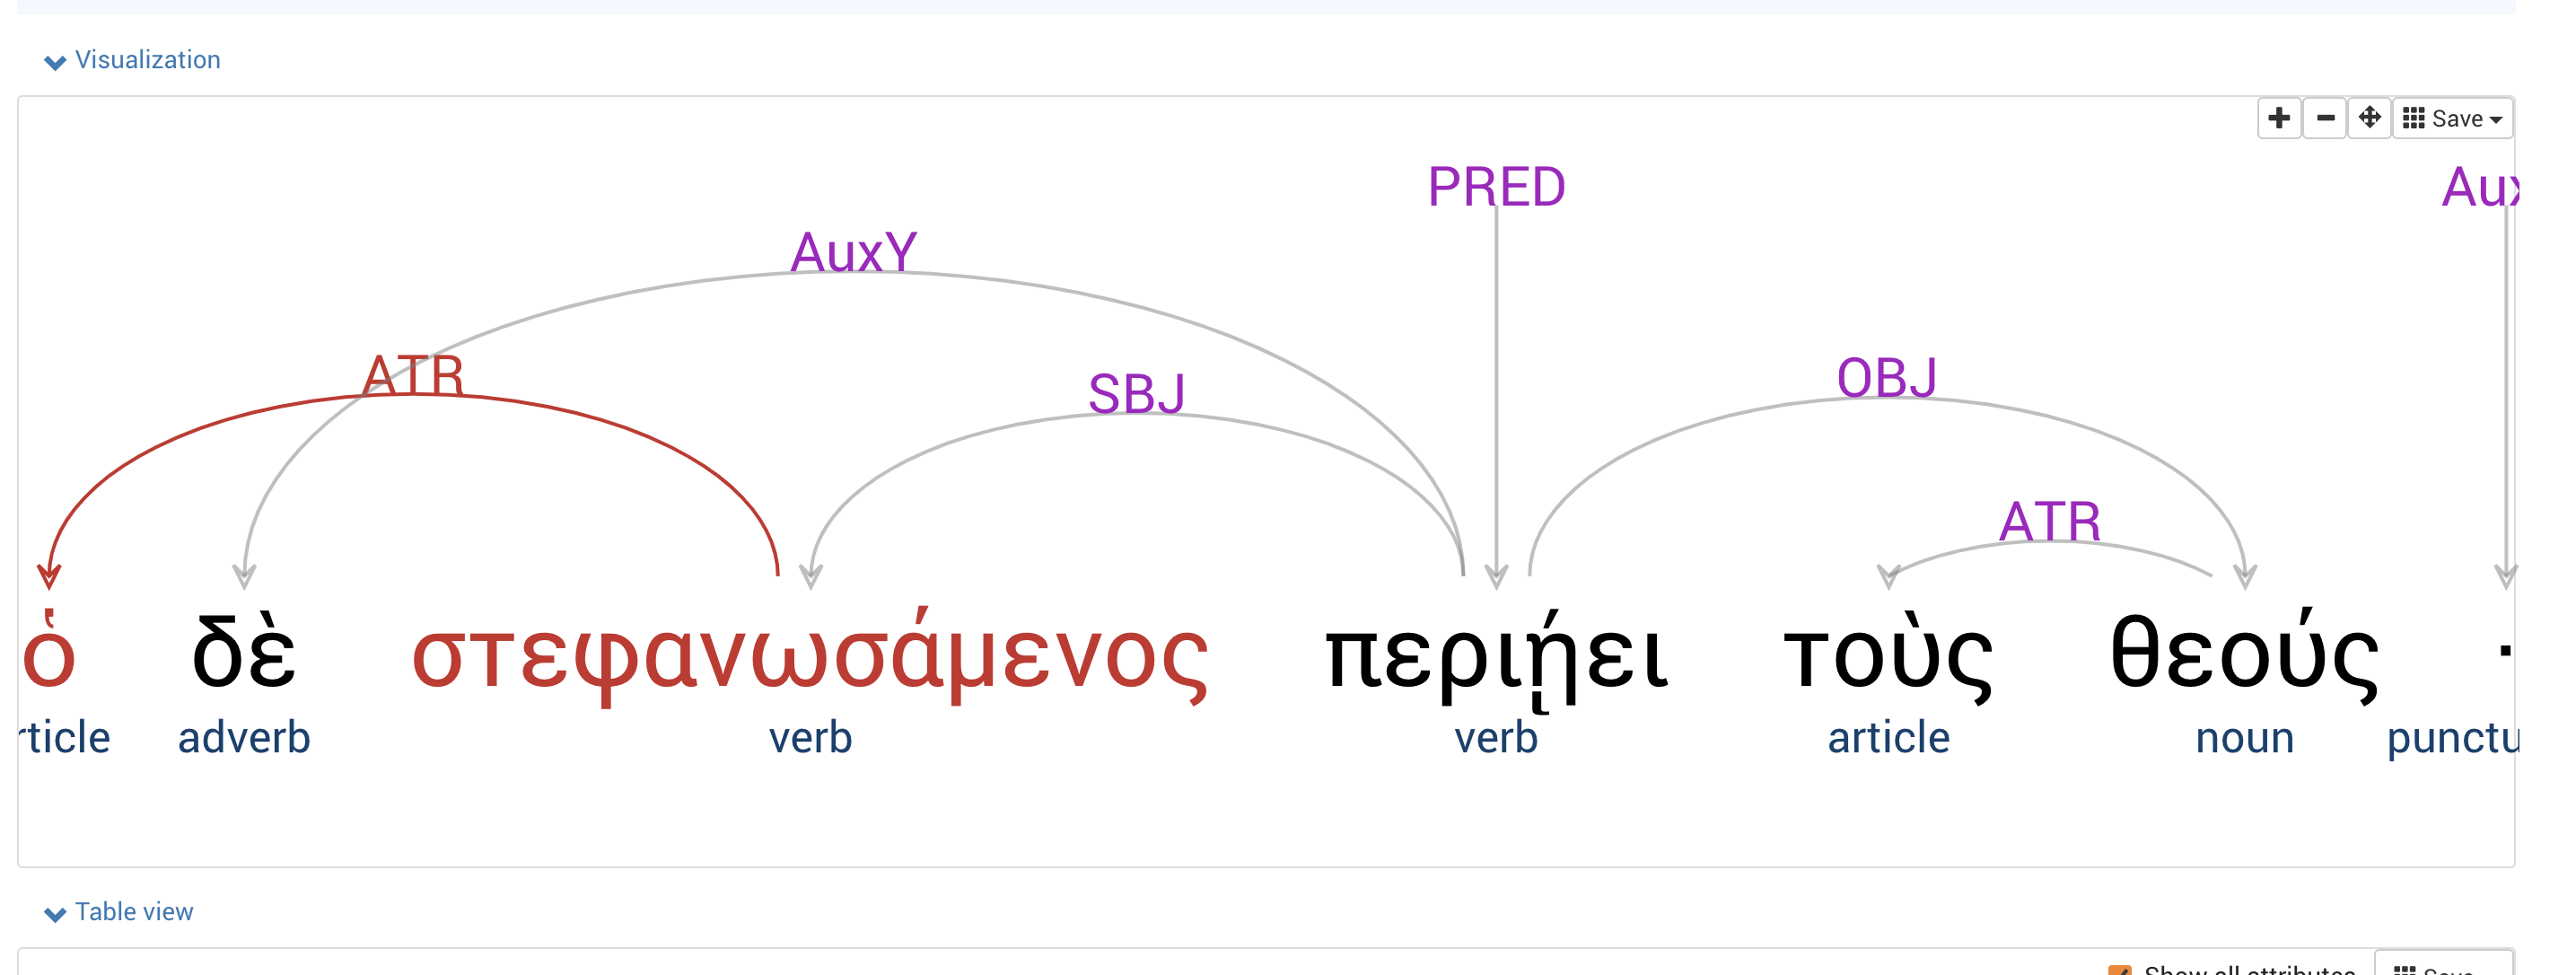 Visualization
Save
PRED
Aux
AuxY
ATR
SBJ
OBJ
ATR
ὁ δὲ στεφανωσάμενος περιῄει τοὺς θεούς ·
rticle adverb verb verb article noun punctu
Table view
Show all attributes Save